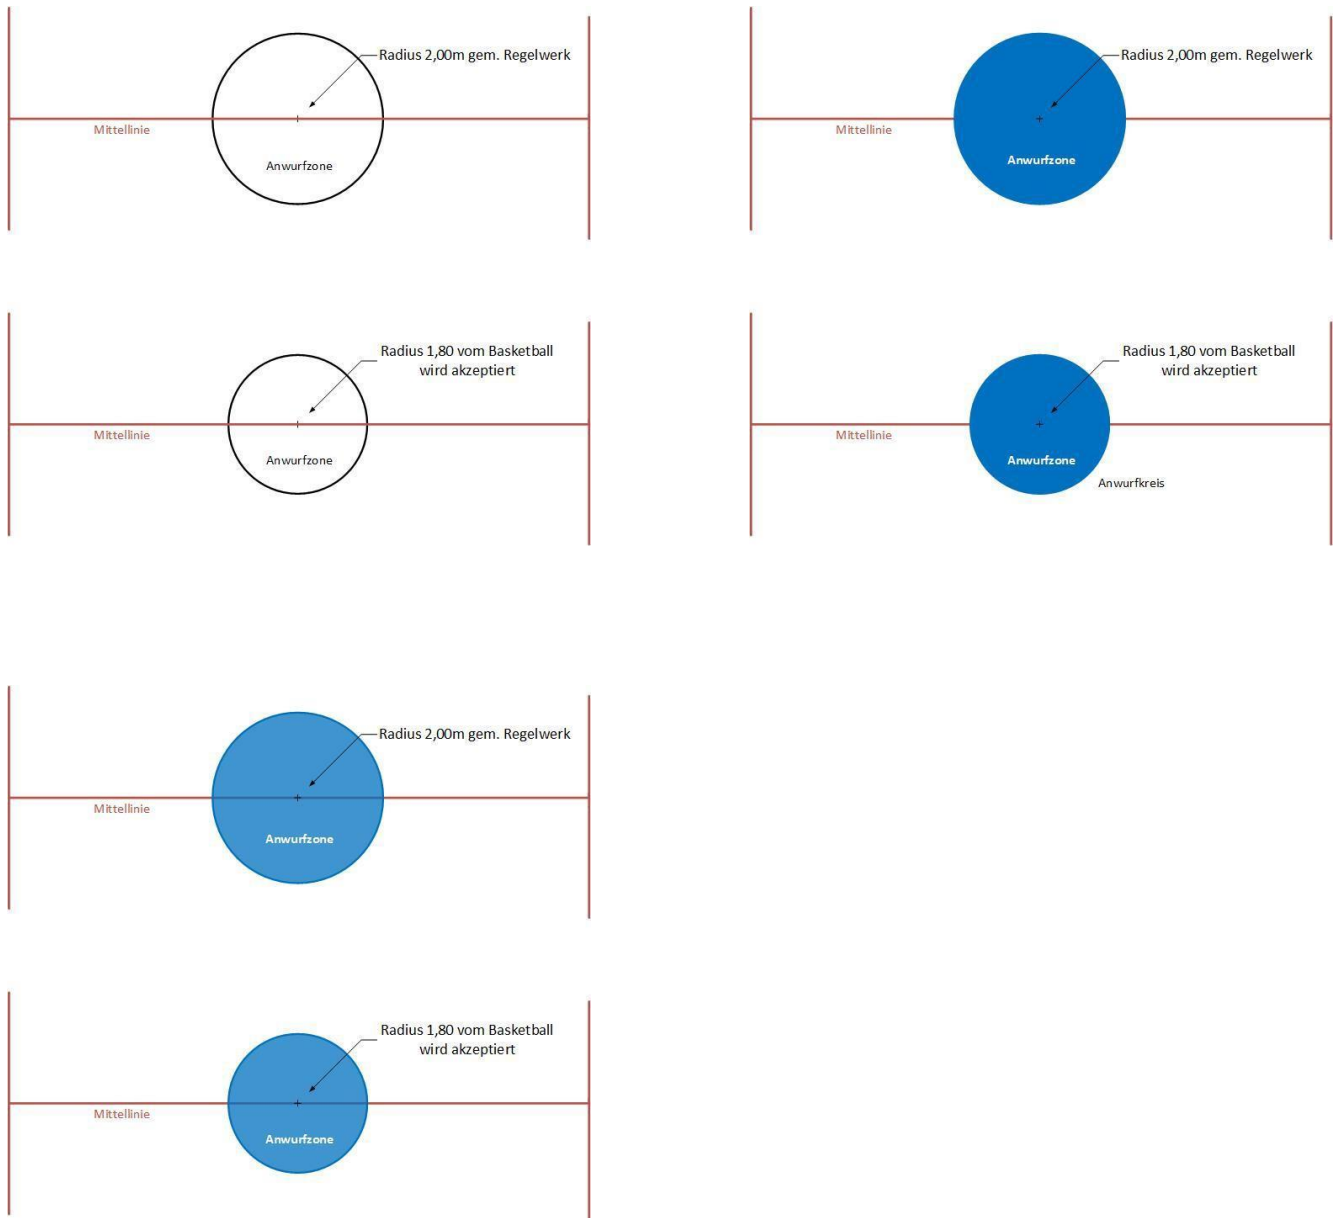 Radius 2,00m gem. Regelwerk
Mittellinie
Anwurfzone
Radius 2,00m gem. Regelwerk
Mittellinie
Anwurfzone
Radius 1,80 vom Basketball
wird akzeptiert
Mittellinie
Anwurfzone
Radius 1,80 vom Basketball
wird akzeptiert
Mittellinie
Anwurfzone
Anwurfkreis
Radius 2,00m gem. Regelwerk
Mittellinie
Anwurfzone
Radius 1,80 vom Basketball
wird akzeptiert
Mittellinie
Anwurfzone